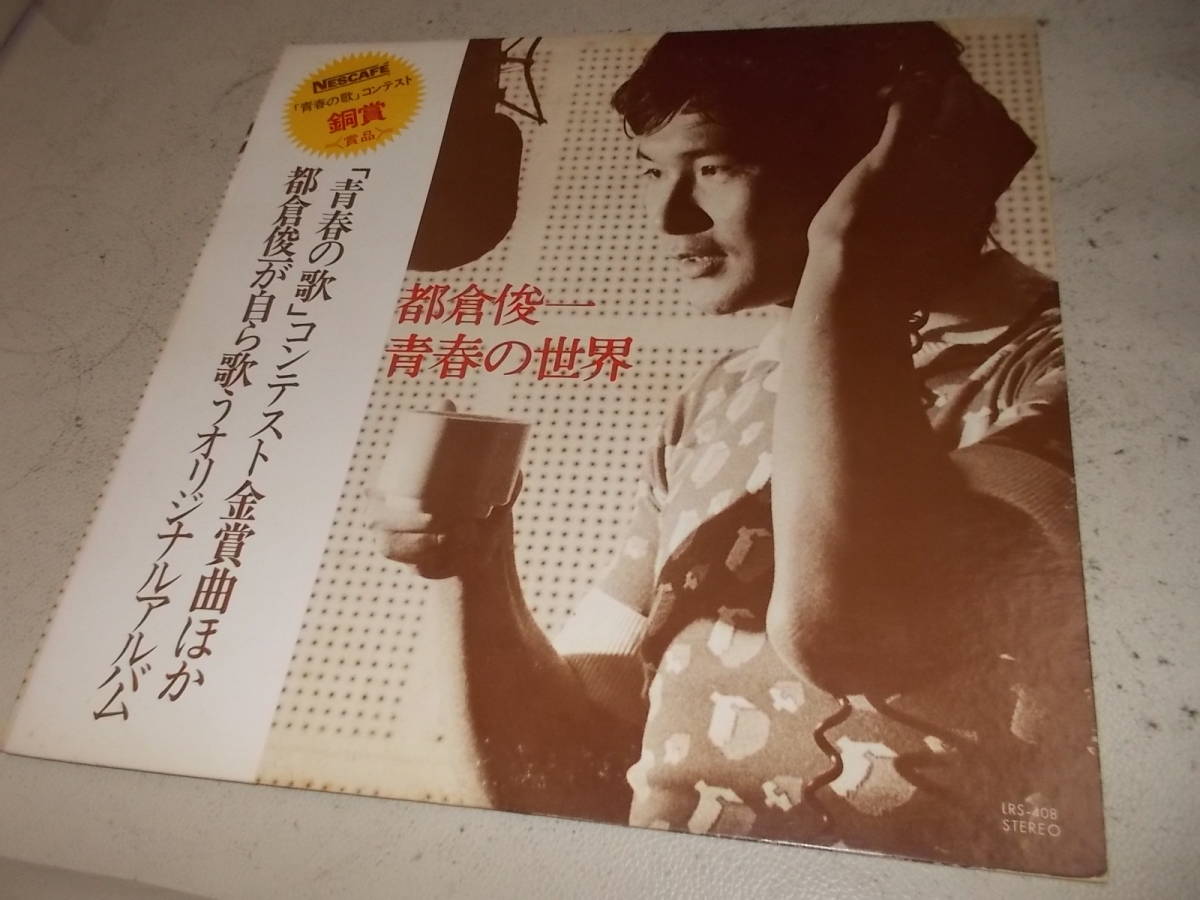 NESCAFÉ
「青春の歌」コンテスト
銅賞
〈賞品〉
「青春の歌」コンテスト金賞曲ほか
都倉俊一が自ら歌うオリジナルアルバム
都倉俊一
青春の世界
LRS-408
STEREO